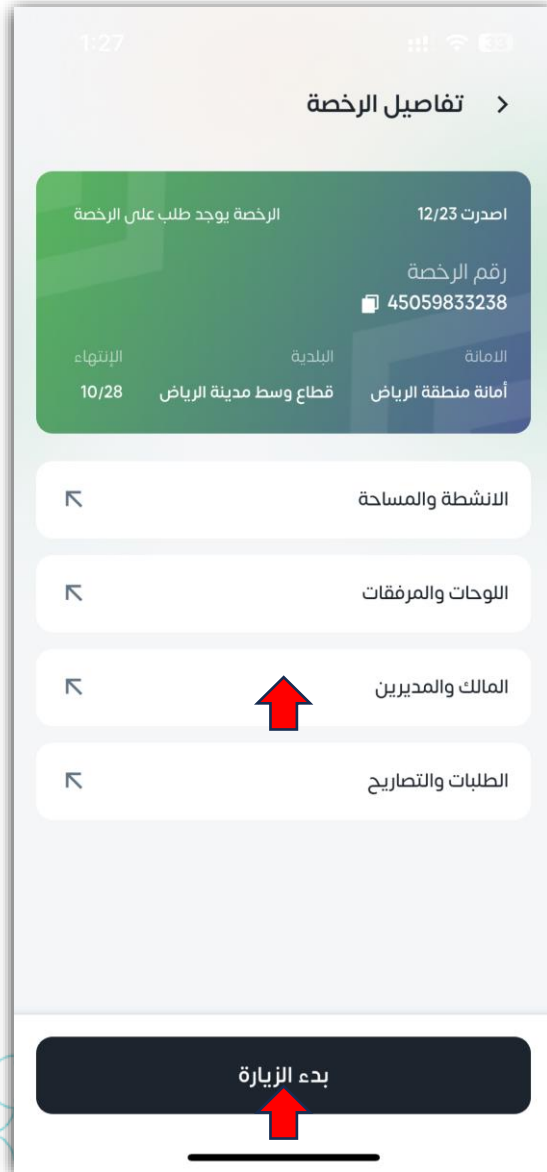 1:27
تفاصيل الرخصة
اصدرت 12/23
الرخصة يوجد طلب على الرخصة
رقم الرخصة
45059833238
الامانة
البلدية
الإنتهاء
أمانة منطقة الرياض
قطاع وسط مدينة الرياض
10/28
الانشطة والمساحة
اللوحات والمرفقات
المالك والمديرين
الطلبات والتصاريح
بدء الزيارة